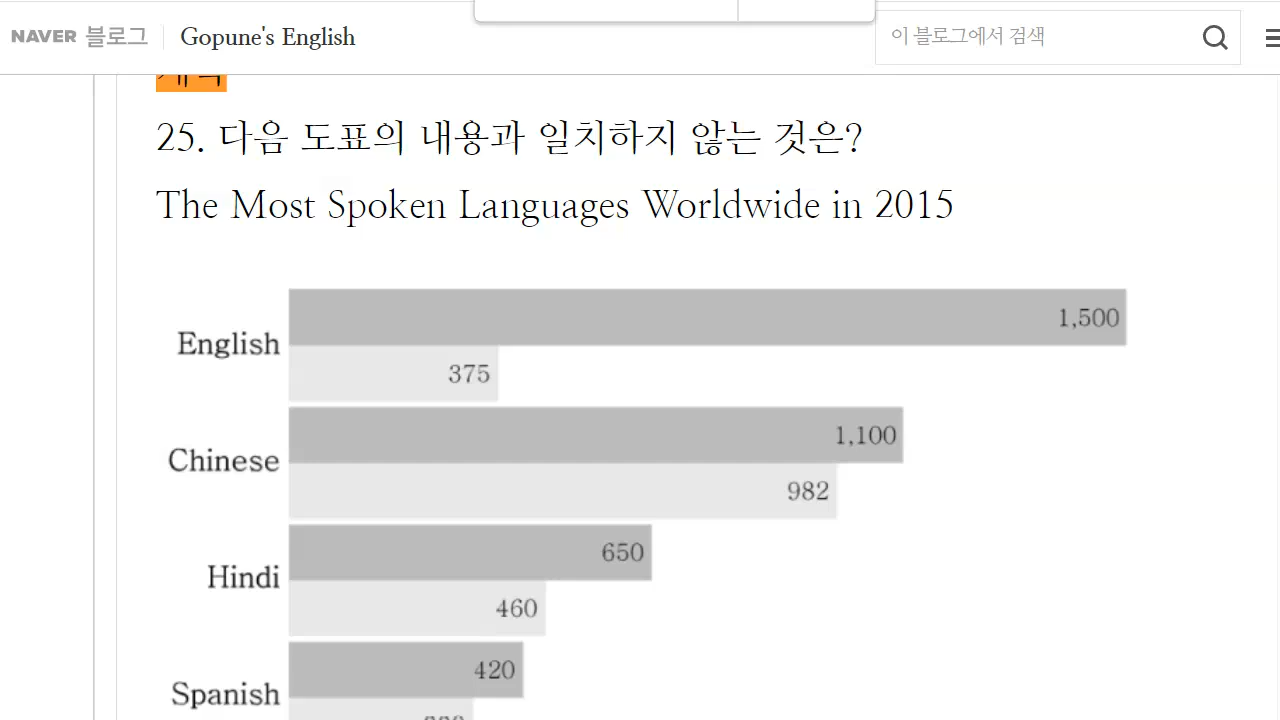 NAVER 블로그 Gopune's English 이 블로그에서 검색
25. 다음 도표의 내용과 일치하지 않는 것은?
The Most Spoken Languages Worldwide in 2015
1,500
English
375
1,100
Chinese
982
650
Hindi
460
420
Spanish